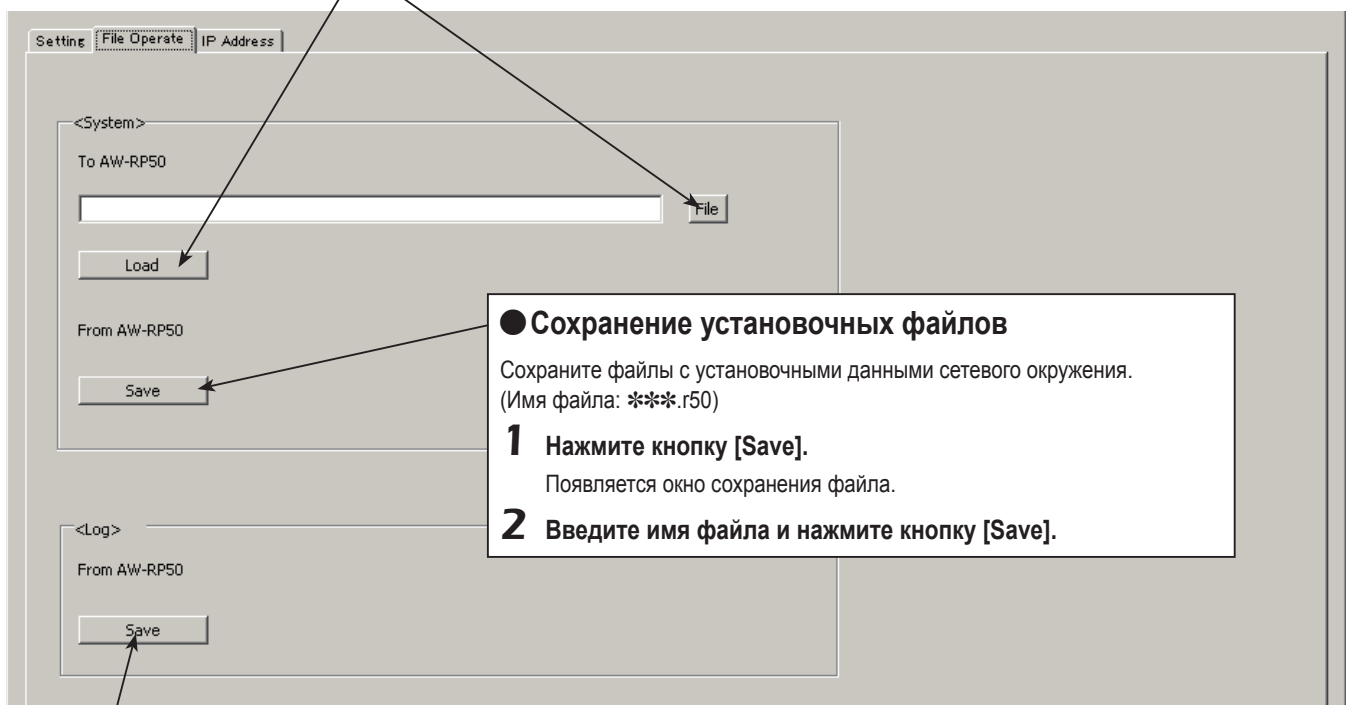 Setting File Operate IP Address
<System>
To AW-RP50
File
Load
From AW-RP50
Save
●Сохранение установочных файлов
Сохраните файлы с установочными данными сетевого окружения.
(Имя файла: ✽✽✽.r50)
1 Нажмите кнопку [Save].
Появляется окно сохранения файла.
2 Введите имя файла и нажмите кнопку [Save].
<Log>
From AW-RP50
Save